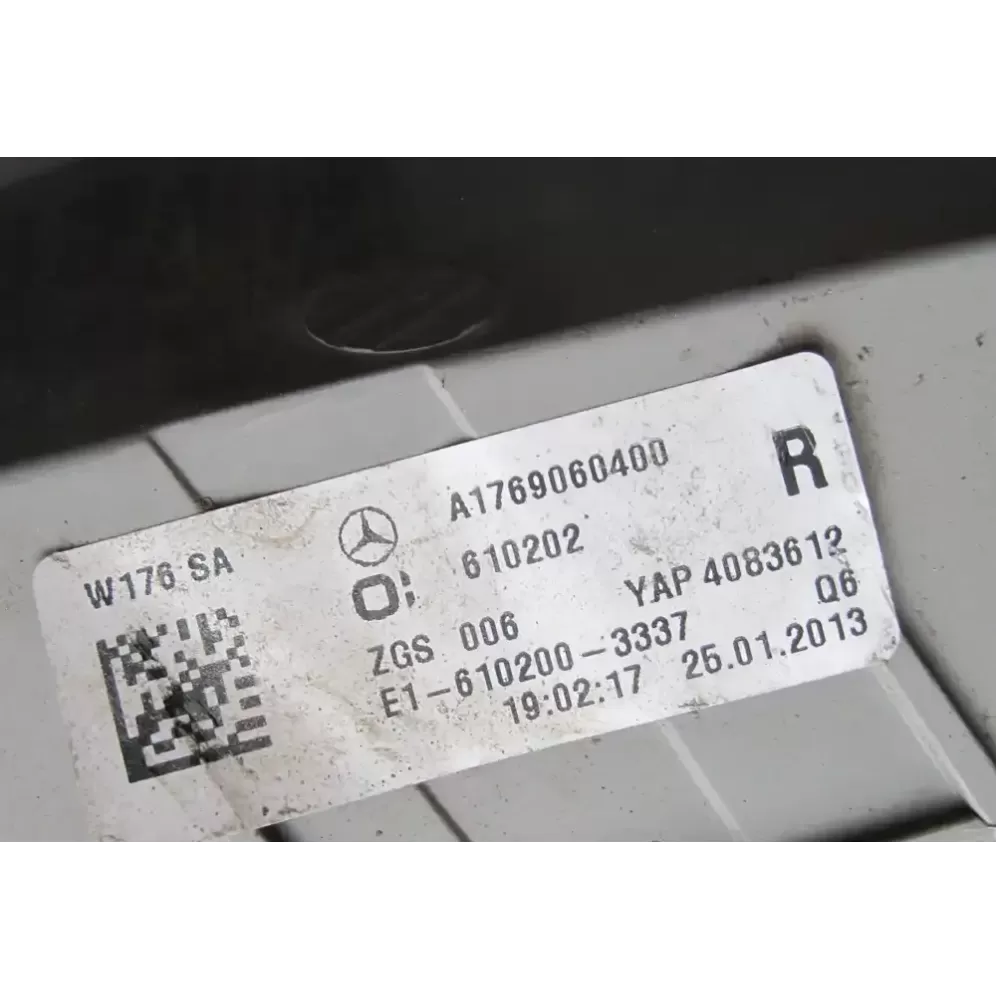 W176 SA
A1769060400
R
610202
ZGS 006
YAP 4083612
E1-610200-3337
Q6
19:02:17 25.01.2013